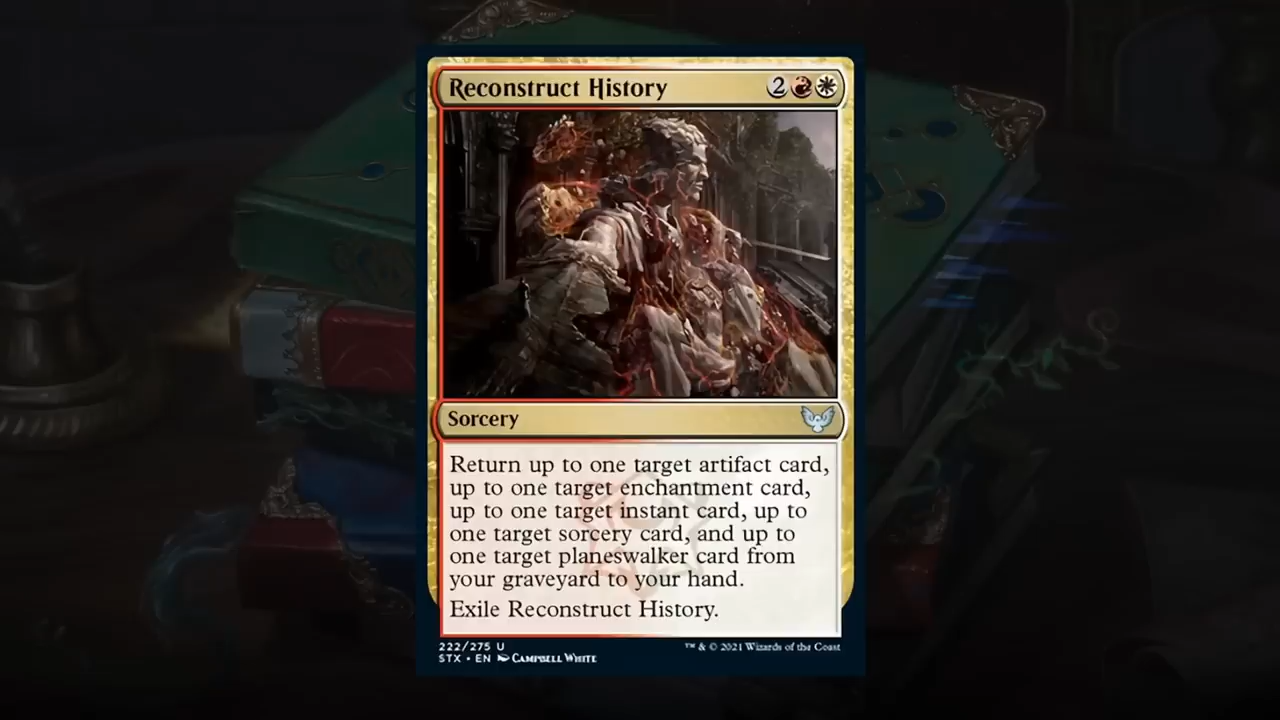 Reconstruct History 2
Sorcery
Return up to one target artifact card,
up to one target enchantment card,
up to one target instant card, up to
one target sorcery card, and up to
one target planeswalker card from
your graveyard to your hand.
Exile Reconstruct History.
222/275 U ™ & © 2021 Wizards of the Coast
STX • EN Campbell White